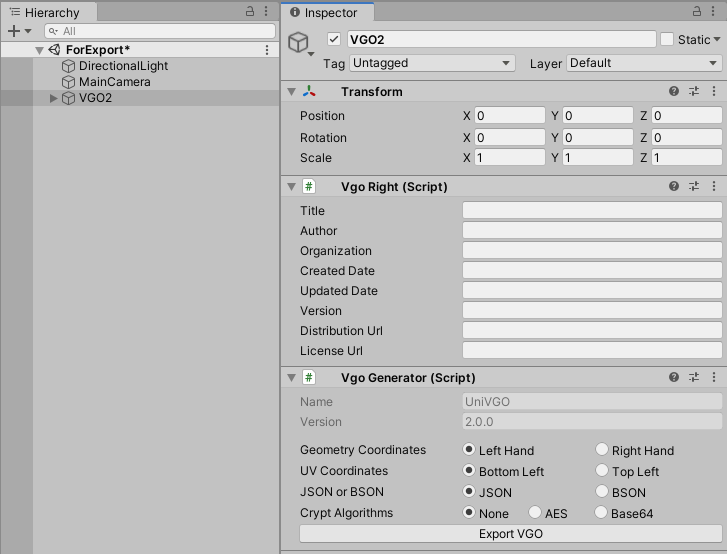 Hierarchy
All
ForExport*
DirectionalLight
MainCamera
VGO2
Inspector
VGO2 Static
Tag Untagged Layer Default
Transform
Position X 0 Y 0 Z 0
Rotation X 0 Y 0 Z 0
Scale X 1 Y 1 Z 1
# Vgo Right (Script)
Title
Author
Organization
Created Date
Updated Date
Version
Distribution Url
License Url
# Vgo Generator (Script)
Name UniVGO
Version 2.0.0
Geometry Coordinates Left Hand Right Hand
UV Coordinates Bottom Left Top Left
JSON or BSON JSON BSON
Crypt Algorithms None AES Base64
Export VGO